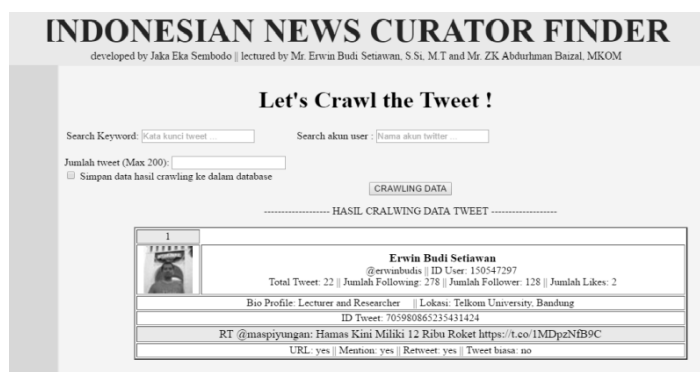 INDONESIAN NEWS CURATOR FINDER
developed by Jaka Eka Sembodo || lectured by Mr. Erwin Budi Setiawan, S.Si, M.T and Mr. ZK Abdurhman Baizal, MKOM
Let's Crawl the Tweet !
Search Keyword: Kata kunci tweet ... Search akun user : Nama akun twitter ...
Jumlah tweet (Max 200):
Simpan data hasil crawling ke dalam database
CRAWLING DATA
------------------- HASIL CRALWING DATA TWEET -------------------
1
Erwin Budi Setiawan
@erwinbudis || ID User: 150547297
Total Tweet: 22 || Jumlah Following: 278 || Jumlah Follower: 128 || Jumlah Likes: 2
Bio Profile: Lecturer and Researcher || Lokasi: Telkom University, Bandung
ID Tweet: 705980865235431424
RT @maspiyungan: Hamas Kini Miliki 12 Ribu Roket https://t.co/1MDpzNfB9C
URL: yes || Mention: yes || Retweet: yes || Tweet biasa: no